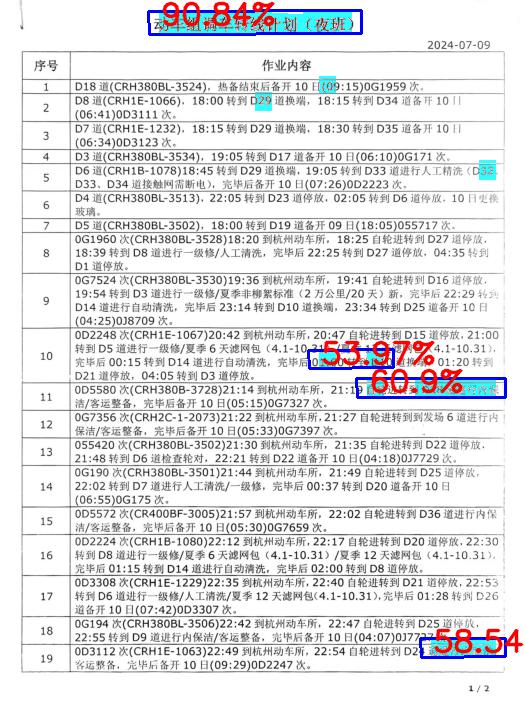 90.84%
动车组调车转线计划（夜班）
2024-07-09
序号 作业内容
1 D18 道(CRH380BL-3524)，热备结束后备开 10 日(09:15)0G1959 次。
2 D8 道(CRH1E-1066)，18:00 转到 D29 道换端，18:15 转到 D34 道备开 10 日
(06:41)0D3111 次。
3 D7 道(CRH1E-1232)，18:15 转到 D29 道换端，18:30 转到 D35 道备开 10 日
(06:34)0D3123 次。
4 D3 道(CRH380BL-3534)，19:05 转到 D17 道备开 10 日(06:10)0G171 次。
5 D6 道(CRH1B-1078)18:45 转到 D29 道换端，19:05 转到 D33 道进行人工精洗（D32、
D33、D34 道接触网需断电），完毕后备开 10 日(07:26)0D2223 次。
6 D4 道(CRH380BL-3513)，22:05 转到 D23 道停放，02:05 转到 D6 道停放，10 日更换
玻璃。
7 D5 道(CRH380BL-3502)，18:00 转到 D19 道备开 09 日(18:05)055717 次。
8 0G1960 次(CRH380BL-3528)18:20 到杭州动车所，18:25 自轮进转到 D27 道停放，
18:39 转到 D8 道进行一级修/人工清洗，完毕后 22:25 转到 D27 道停放，04:35 转到
D1 道停放。
9 0G7524 次(CRH380BL-3530)19:36 到杭州动车所，19:41 自轮进转到 D16 道停放，
19:54 转到 D3 道进行一级修/夏季非柳絮标准（2 万公里/20 天）新，完毕后 22:29 转到
D14 道进行自动清洗，完毕后 23:14 转到 D10 道换端，23:34 转到 D25 道备开 10 日
(04:25)0J8709 次。
10 0D2248 次(CRH1E-1067)20:42 到杭州动车所，20:47 自轮进转到 D15 道停放，21:00
转到 D5 道进行一级修/夏季 6 天滤网包（4.1-10.31）/夏季 12 天滤网包（4.1-10.31），
53.97%
完毕后 00:15 转到 D14 道进行自动清洗，完毕后 换端，01:20 转到
D21 道停放，04:05 转到 D3 道停放。
60.9%
11 0D5580 次(CRH380B-3728)21:14 到杭州动车所，21:19 自轮进转到
洁/客运整备，完毕后备开 10 日(05:15)0G7327 次。
12 0G7356 次(CRH2C-1-2073)21:22 到杭州动车所，21:27 自轮进转到发场 6 道进行内
保洁/客运整备，完毕后备开 10 日(05:33)0G7397 次。
13 055420 次(CRH380BL-3502)21:30 到杭州动车所，21:35 自轮进转到 D22 道停放，
21:48 转到 D6 道检查轮对，22:21 转到 D22 道备开 10 日(04:18)0J7729 次。
14 0G190 次(CRH380BL-3501)21:44 到杭州动车所，21:49 自轮进转到 D25 道停放，
22:02 转到 D7 道进行人工清洗/一级修，完毕后 00:37 转到 D20 道备开 10 日
(06:55)0G175 次。
15 0D5572 次(CR400BF-3005)21:57 到杭州动车所，22:02 自轮进转到 D36 道进行内保
洁/客运整备，完毕后备开 10 日(05:30)0G7659 次。
16 0D2224 次(CRH1B-1080)22:12 到杭州动车所，22:17 自轮进转到 D20 道停放，22:30
转到 D8 道进行一级修/夏季 6 天滤网包（4.1-10.31）/夏季 12 天滤网包（4.1-10.31），
完毕后 01:15 转到 D14 道进行自动清洗，完毕后 02:00 转到 D8 道停放。
17 0D3308 次(CRH1E-1229)22:35 到杭州动车所，22:40 自轮进转到 D21 道停放，22:53
转到 D6 道进行一级修/人工清洗/夏季 12 天滤网包（4.1-10.31），完毕后 01:28 转到 D26
道备开 10 日(07:42)0D3307 次。
18 0G194 次(CRH380BL-3506)22:42 到杭州动车所，22:47 自轮进转到 D25 道停放，
22:55 转到 D9 道进行内保洁/客运整备，完毕后备开 10 日(04:07)
58.54
19 0D3112 次(CRH1E-1063)22:49 到杭州动车所，22:54 自轮进转到 D24
客运整备，完毕后备开 10 日(09:29)0D2247 次。
1 / 2